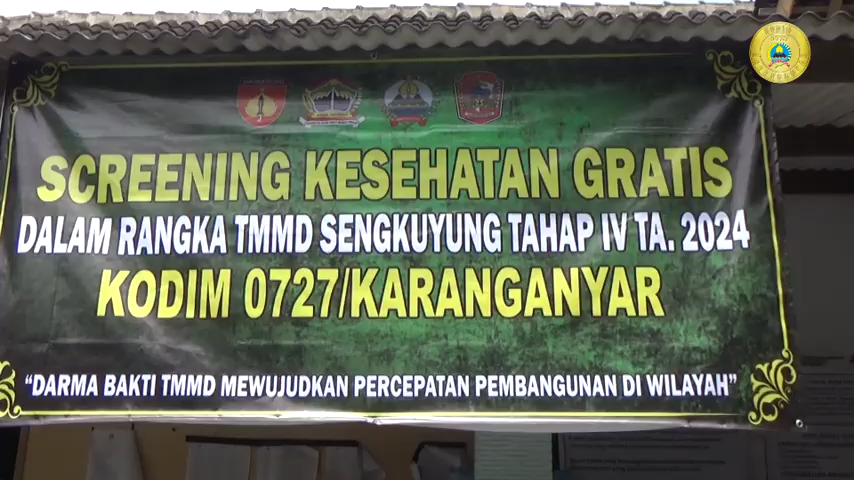 SCREENING KESEHATAN GRATIS
DALAM RANGKA TMMD SENGKUYUNG TAHAP IV TA. 2024
KODIM 0727/KARANGANYAR
“DARMA BAKTI TMMD MEWUJUDKAN PERCEPATAN PEMBANGUNAN DI WILAYAH”